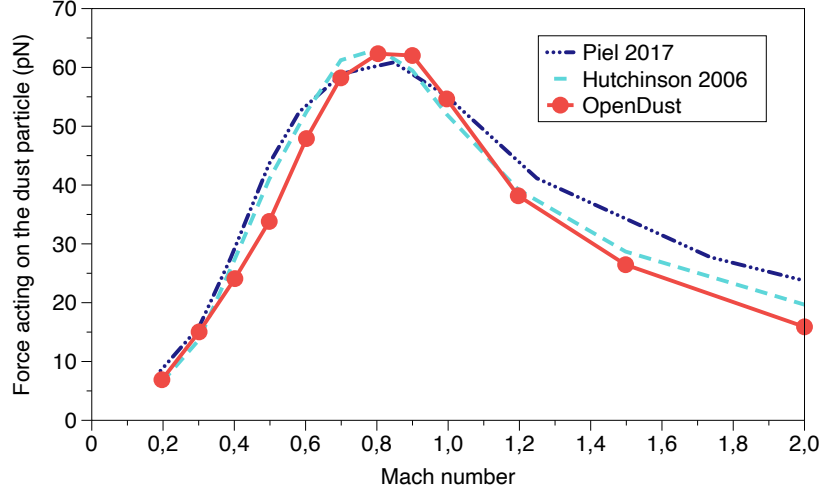 70
60
50
40
30
20
10
0
Force acting on the dust particle (pN)
Piel 2017
Hutchinson 2006
OpenDust
0 0,2 0,4 0,6 0,8 1,0 1,2 1,4 1,6 1,8 2,0
Mach number